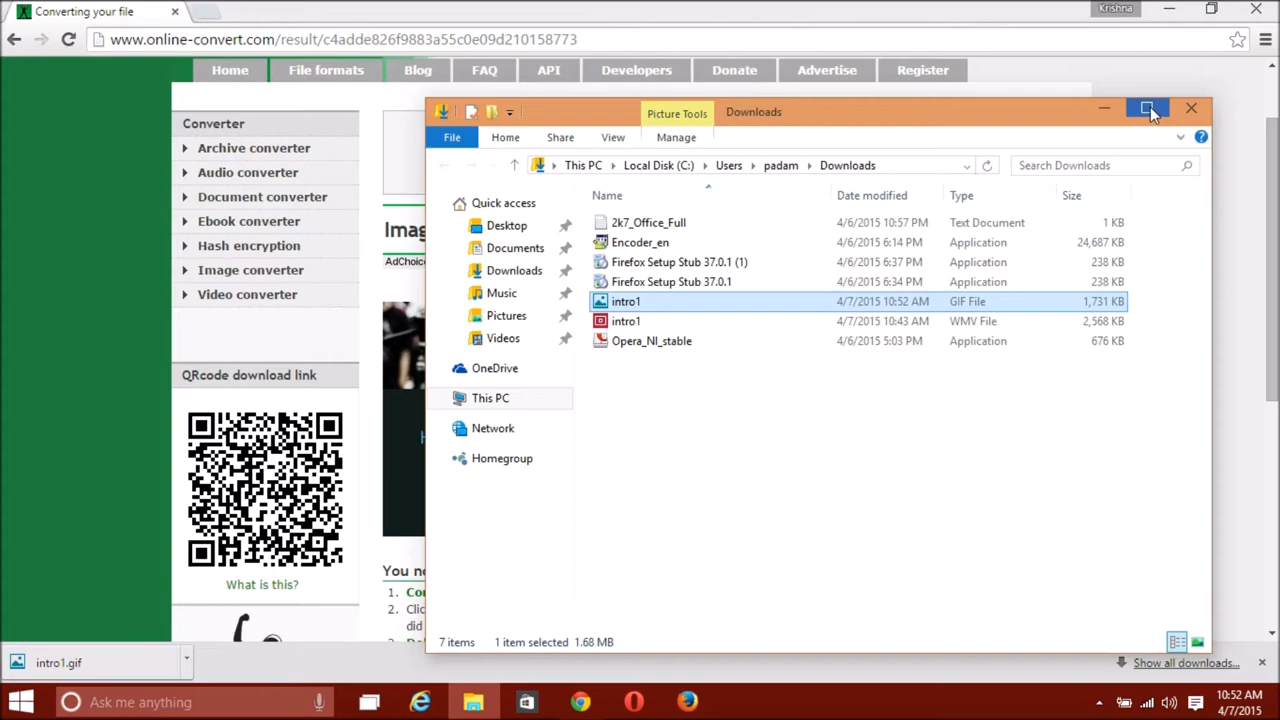 Converting your file
Krishna
www.online-convert.com/result/c4adde826f9883a55c0e09d210158773
Home
File formats
Blog
FAQ
API
Developers
Donate
Advertise
Register
Converter
Archive converter
Audio converter
Document converter
Ebook converter
Hash encryption
Image converter
Video converter
QRcode download link
What is this?
Imag
AdChoic
H
You no
1. Co
2. Clic
did
Picture Tools
Downloads
File
Home
Share
View
Manage
This PC
Local Disk (C:)
Users
padam
Downloads
Search Downloads
Quick access
Desktop
Documents
Downloads
Music
Pictures
Videos
OneDrive
This PC
Network
Homegroup
Name Date modified Type Size
2k7_Office_Full 4/6/2015 10:57 PM Text Document 1 KB
Encoder_en 4/6/2015 6:14 PM Application 24,687 KB
Firefox Setup Stub 37.0.1 (1) 4/6/2015 6:37 PM Application 238 KB
Firefox Setup Stub 37.0.1 4/6/2015 6:34 PM Application 238 KB
intro1 4/7/2015 10:52 AM GIF File 1,731 KB
intro1 4/7/2015 10:43 AM WMV File 2,568 KB
Opera_NI_stable 4/6/2015 5:03 PM Application 676 KB
7 items 1 item selected 1.68 MB
intro1.gif
Show all downloads...
Ask me anything
10:52 AM
4/7/2015